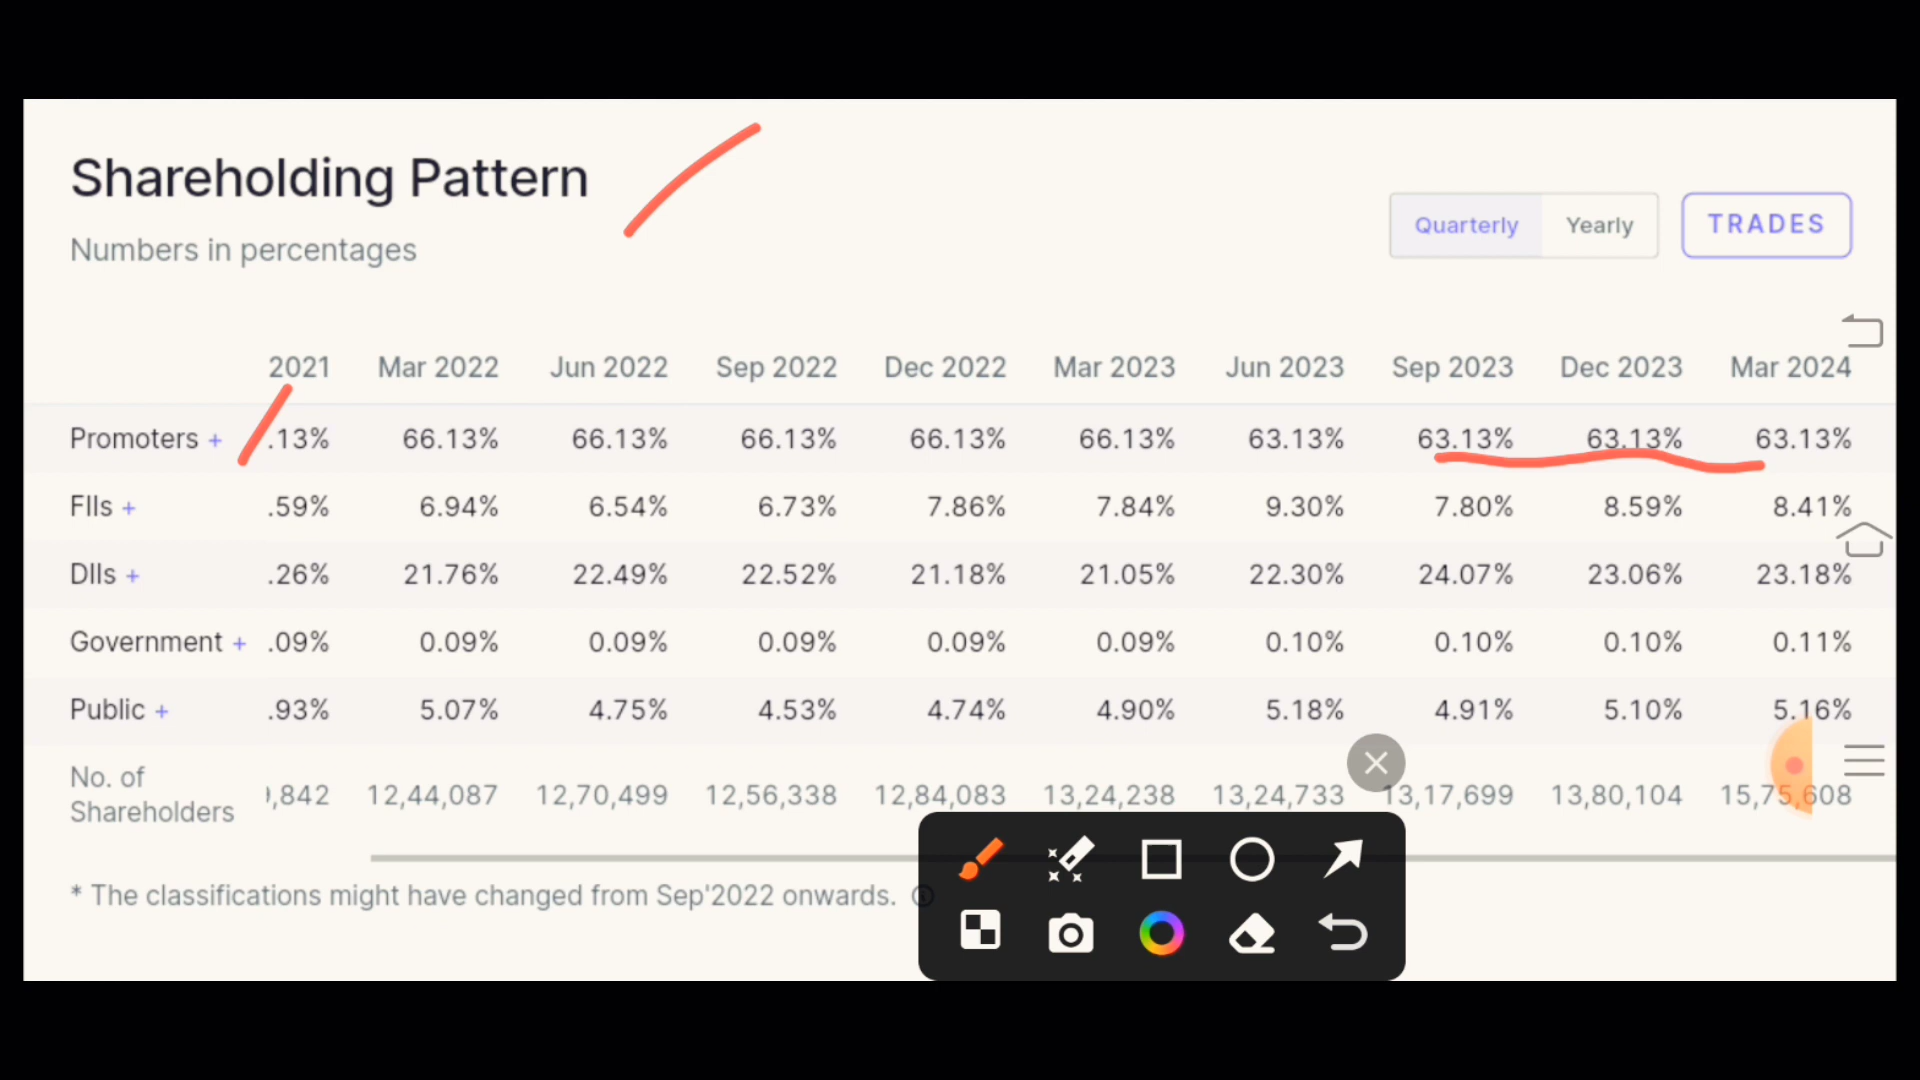 Shareholding Pattern
Numbers in percentages
Quarterly Yearly TRADES
2021 Mar 2022 Jun 2022 Sep 2022 Dec 2022 Mar 2023 Jun 2023 Sep 2023 Dec 2023 Mar 2024
Promoters + .13% 66.13% 66.13% 66.13% 66.13% 66.13% 63.13% 63.13% 63.13% 63.13%
FIIs + .59% 6.94% 6.54% 6.73% 7.86% 7.84% 9.30% 7.80% 8.59% 8.41%
DIIs + .26% 21.76% 22.49% 22.52% 21.18% 21.05% 22.30% 24.07% 23.06% 23.18%
Government + .09% 0.09% 0.09% 0.09% 0.09% 0.09% 0.10% 0.10% 0.10% 0.11%
Public + .93% 5.07% 4.75% 4.53% 4.74% 4.90% 5.18% 4.91% 5.10% 5.16%
No. of
Shareholders ,842 12,44,087 12,70,499 12,56,338 12,84,083 13,24,238 13,24,733 13,17,699 13,80,104 15,75,608
* The classifications might have changed from Sep'2022 onwards.